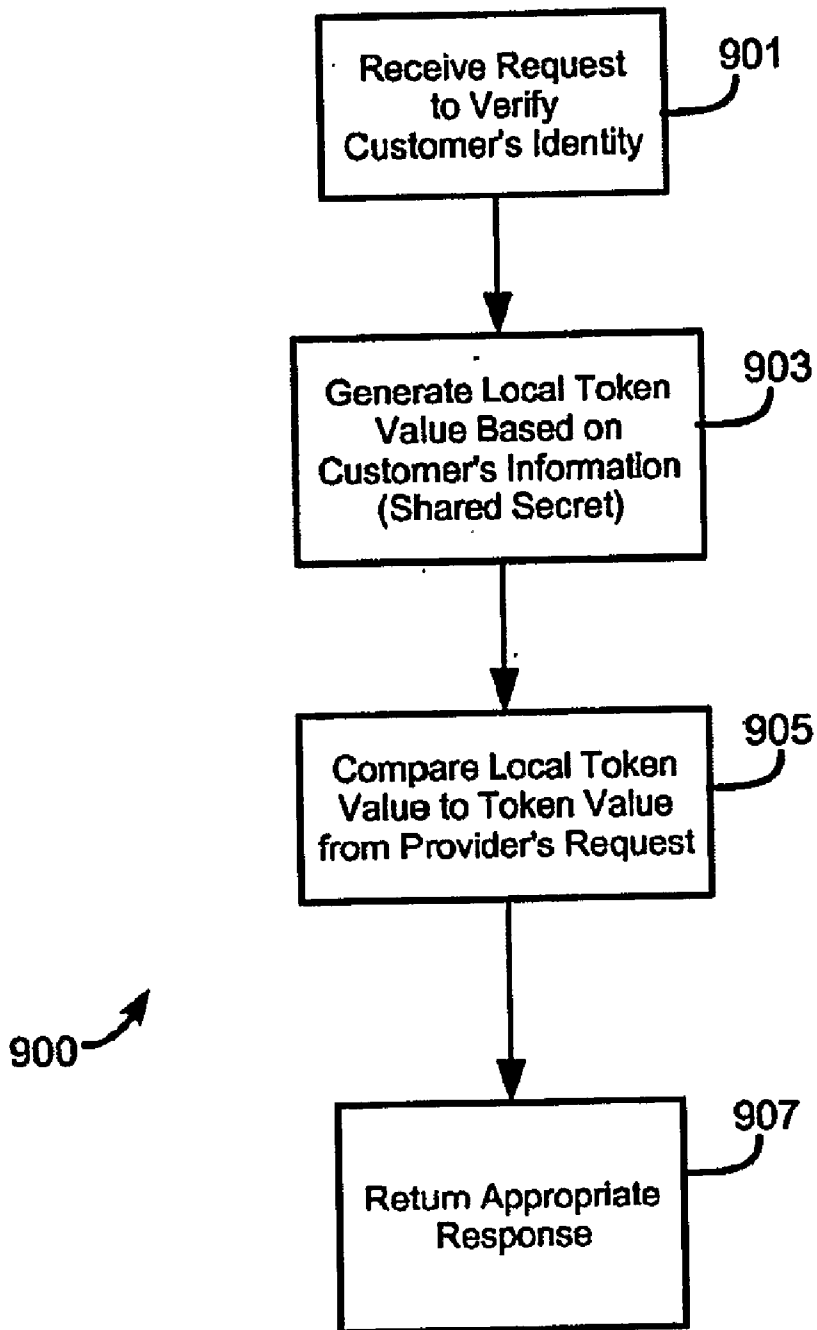 901
Receive Request
to Verify
Customer's Identity
903
Generate Local Token
Value Based on
Customer's Information
(Shared Secret)
905
Compare Local Token
Value to Token Value
from Provider's Request
900
907
Return Appropriate
Response